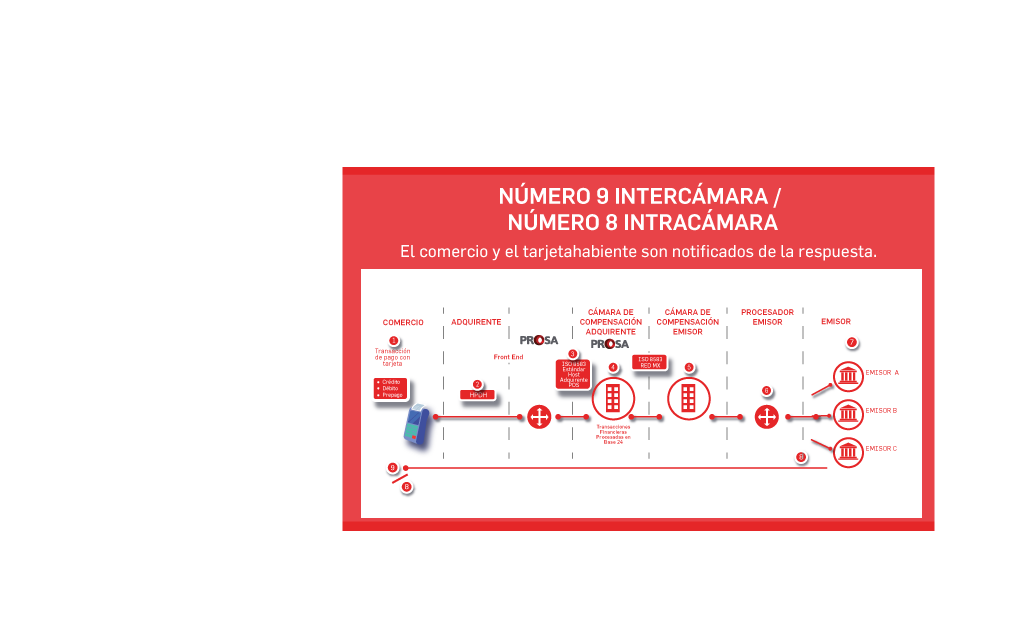 NÚMERO 9 INTERCÁMARA /
NÚMERO 8 INTRACÁMARA
El comercio y el tarjetahabiente son notificados de la respuesta.
COMERCIO
ADQUIRENTE
CÁMARA DE
COMPENSACIÓN
ADQUIRENTE
CÁMARA DE
COMPENSACIÓN
EMISOR
PROCESADOR
EMISOR
EMISOR
1
Transacción
de pago con
tarjeta
• Crédito
• Débito
• Prepago
2
HPDH
PROSA
Front End
3
ISO 8583
Estándar
Host
Adquirente
POS
PROSA
4
Transacciones
Financieras
Procesadas en
Base 24
ISO 8583
RED MX
5
6
7
EMISOR A
EMISOR B
EMISOR C
8
9
8